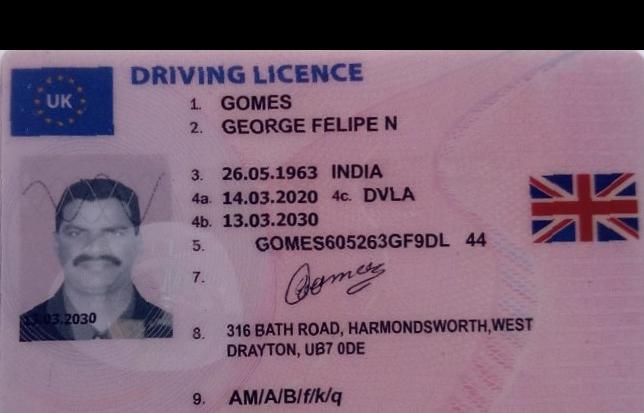 UK
DRIVING LICENCE
1. GOMES
2. GEORGE FELIPE N
3. 26.05.1963 INDIA
4a. 14.03.2020 4c. DVLA
4b. 13.03.2030
5. GOMES605263GF9DL 44
7. Gomes
13.03.2030
8. 316 BATH ROAD, HARMONDSWORTH,WEST
DRAYTON, UB7 0DE
9. AM/A/B/f/k/q